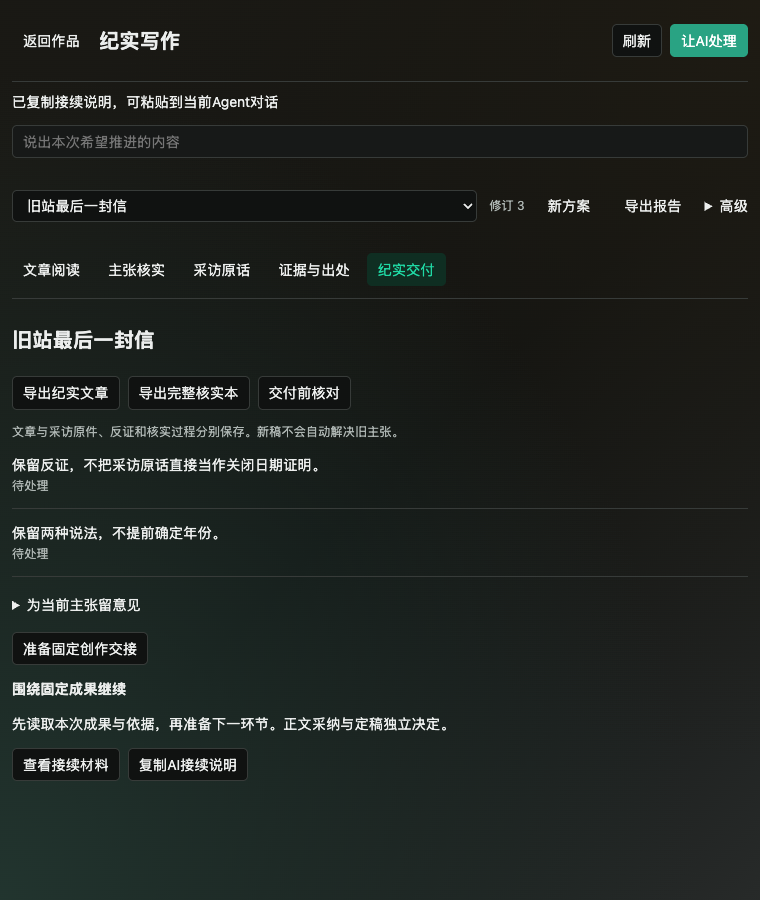 返回作品 纪实写作 刷新 让AI处理
已复制接续说明，可粘贴到当前Agent对话
说出本次希望推进的内容
旧站最后一封信 修订 3 新方案 导出报告 ▶ 高级
文章阅读 主张核实 采访原话 证据与出处 纪实交付
旧站最后一封信
导出纪实文章 导出完整核实本 交付前核对
文章与采访原件、反证和核实过程分别保存。新稿不会自动解决旧主张。
保留反证，不把采访原话直接当作关闭日期证明。
待处理
保留两种说法，不提前确定年份。
待处理
▶ 为当前主张留意见
准备固定创作交接
围绕固定成果继续
先读取本次成果与依据，再准备下一环节。正文采纳与定稿独立决定。
查看接续材料 复制AI接续说明